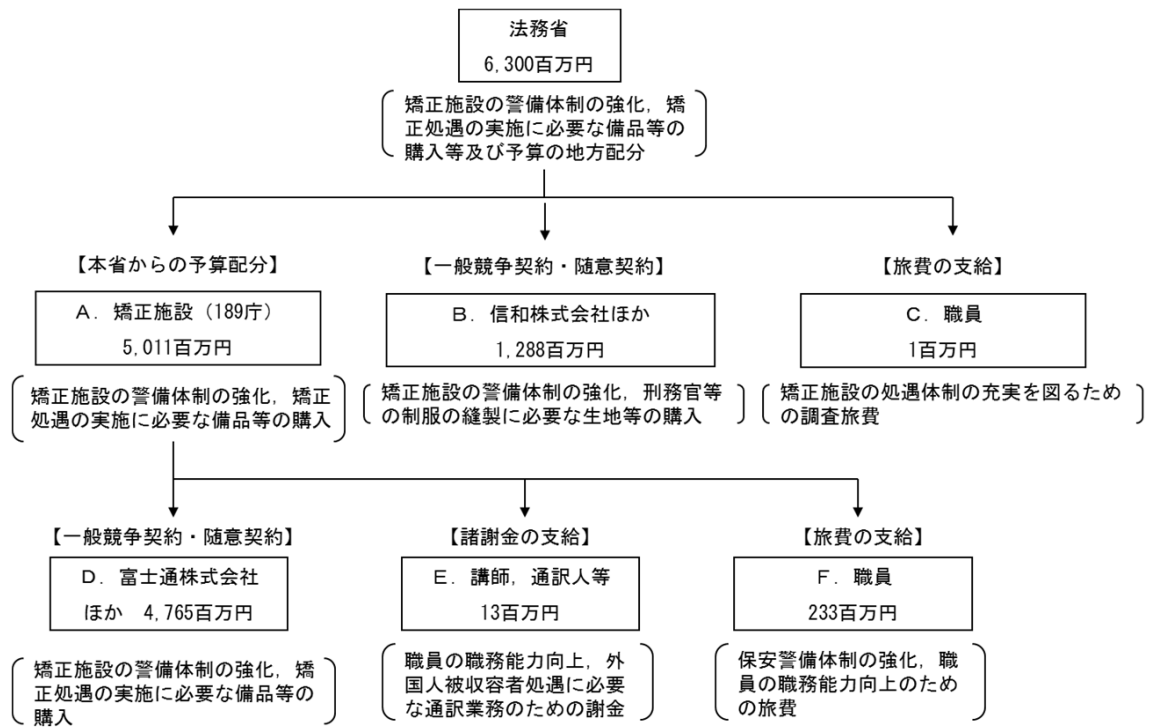 法務省
6,300百万円
矯正施設の警備体制の強化，矯
正処遇の実施に必要な備品等の
購入等及び予算の地方配分
【本省からの予算配分】
A．矯正施設（189庁）
5,011百万円
矯正施設の警備体制の強化，矯正
処遇の実施に必要な備品等の購入
【一般競争契約・随意契約】
B．信和株式会社ほか
1,288百万円
矯正施設の警備体制の強化，刑務官等
の制服の縫製に必要な生地等の購入
【旅費の支給】
C．職員
1百万円
矯正施設の処遇体制の充実を図るため
の調査旅費
【一般競争契約・随意契約】
D．富士通株式会社
ほか　4,765百万円
矯正施設の警備体制の強化，矯
正処遇の実施に必要な備品等の
購入
【諸謝金の支給】
E．講師，通訳人等
13百万円
職員の職務能力向上，外
国人被収容者処遇に必要
な通訳業務のための謝金
【旅費の支給】
F．職員
233百万円
保安警備体制の強化，職
員の職務能力向上のため
の旅費